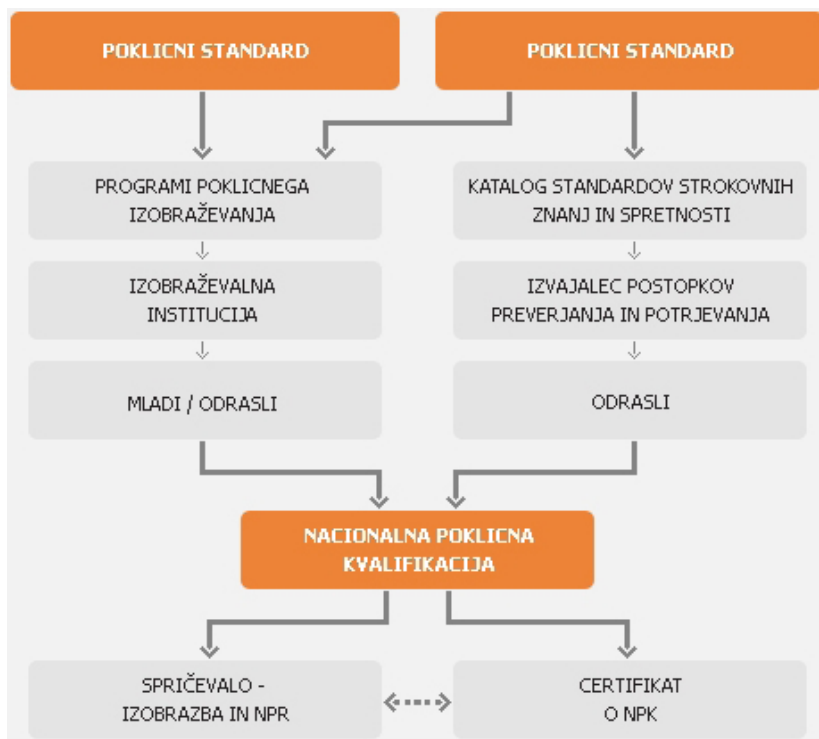 POKLICNI STANDARD
POKLICNI STANDARD
PROGRAMI POKLICNEGA
IZOBRAŽEVANJA
KATALOG STANDARDOV STROKOVNIH
ZNANJ IN SPRETNOSTI
IZOBRAŽEVALNA
INSTITUCIJA
IZVAJALEC POSTOPKOV
PREVERJANJA IN POTRJEVANJA
MLADI / ODRASLI
ODRASLI
NACIONALNA POKLICNA
KVALIFIKACIJA
SPRIČEVALO -
IZOBRAZBA IN NPR
CERTIFIKAT
O NPK